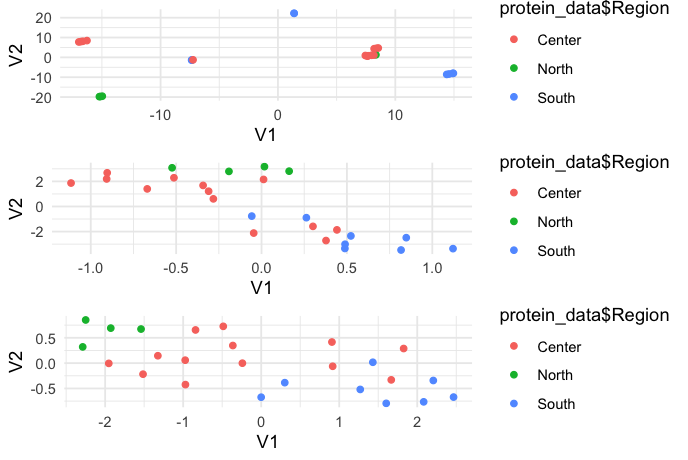 protein_data$Region
Center
North
South
20
10
0
-10
-20
V2
-10
0
10
V1
protein_data$Region
Center
North
South
2
0
-2
V2
-1.0
-0.5
0.0
0.5
1.0
V1
protein_data$Region
Center
North
South
0.5
0.0
-0.5
V2
-2
-1
0
1
2
V1